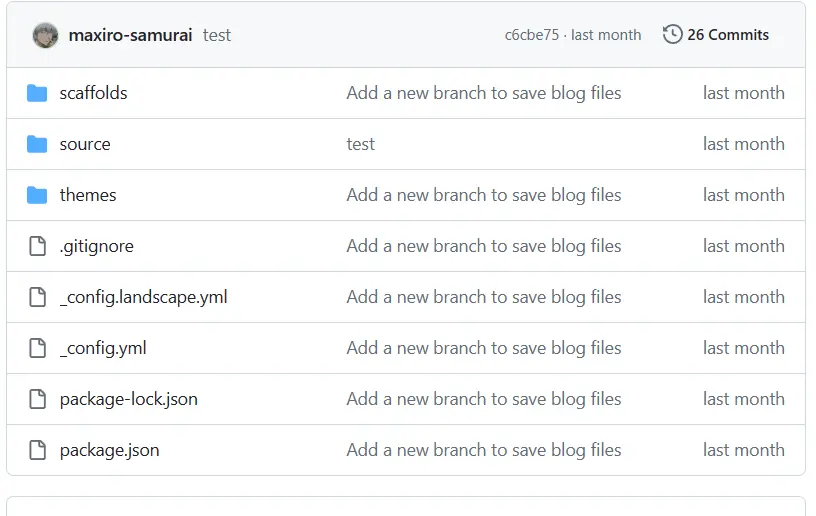 maxiro-samurai test c6cbe75 · last month 26 Commits
scaffolds Add a new branch to save blog files last month
source test last month
themes Add a new branch to save blog files last month
.gitignore Add a new branch to save blog files last month
_config.landscape.yml Add a new branch to save blog files last month
_config.yml Add a new branch to save blog files last month
package-lock.json Add a new branch to save blog files last month
package.json Add a new branch to save blog files last month